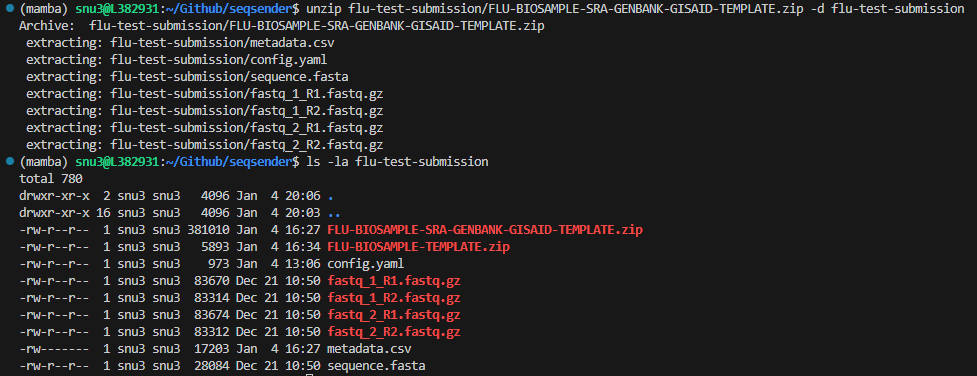 (mamba) snu3@L382931:~/Github/seqsender$ unzip flu-test-submission/FLU-BIOSAMPLE-SRA-GENBANK-GISAID-TEMPLATE.zip -d flu-test-submission
Archive:  flu-test-submission/FLU-BIOSAMPLE-SRA-GENBANK-GISAID-TEMPLATE.zip
 extracting: flu-test-submission/metadata.csv
 extracting: flu-test-submission/config.yaml
 extracting: flu-test-submission/sequence.fasta
 extracting: flu-test-submission/fastq_1_R1.fastq.gz
 extracting: flu-test-submission/fastq_1_R2.fastq.gz
 extracting: flu-test-submission/fastq_2_R1.fastq.gz
 extracting: flu-test-submission/fastq_2_R2.fastq.gz
(mamba) snu3@L382931:~/Github/seqsender$ ls -la flu-test-submission
total 780
drwxr-xr-x  2 snu3 snu3   4096 Jan  4 20:06 .
drwxr-xr-x 16 snu3 snu3   4096 Jan  4 20:03 ..
-rw-r--r--  1 snu3 snu3 381010 Jan  4 16:27 FLU-BIOSAMPLE-SRA-GENBANK-GISAID-TEMPLATE.zip
-rw-r--r--  1 snu3 snu3   5893 Jan  4 16:34 FLU-BIOSAMPLE-TEMPLATE.zip
-rw-r--r--  1 snu3 snu3    973 Jan  4 13:06 config.yaml
-rw-r--r--  1 snu3 snu3  83670 Dec 21 10:50 fastq_1_R1.fastq.gz
-rw-r--r--  1 snu3 snu3  83314 Dec 21 10:50 fastq_1_R2.fastq.gz
-rw-r--r--  1 snu3 snu3  83674 Dec 21 10:50 fastq_2_R1.fastq.gz
-rw-r--r--  1 snu3 snu3  83312 Dec 21 10:50 fastq_2_R2.fastq.gz
-rw-------  1 snu3 snu3  17203 Jan  4 16:27 metadata.csv
-rw-r--r--  1 snu3 snu3  28084 Dec 21 10:50 sequence.fasta